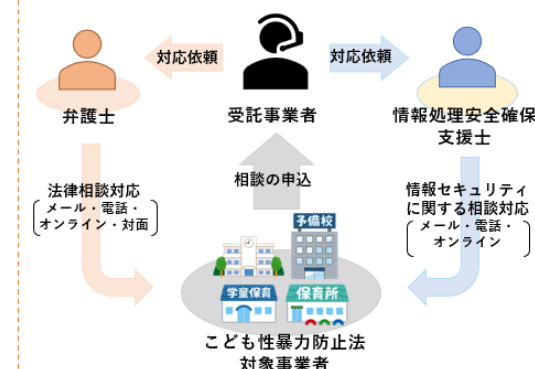 対応依頼
対応依頼
弁護士
受託事業者
情報処理安全確保
支援士
相談の申込
法律相談対応
メール・電話・
オンライン・対面
情報セキュリティ
に関する相談対応
メール・電話・
オンライン
予備校
学童保育
保育所
こども性暴力防止法
対象事業者